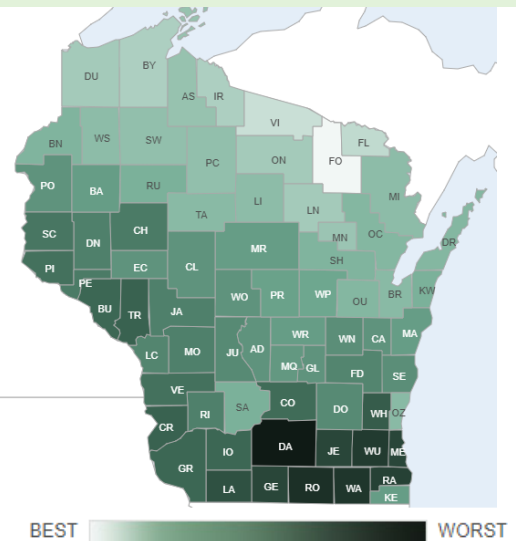 DU
BY
AS
IR
VI
FL
FO
BN
WS
SW
PC
ON
MI
PO
BA
RU
LI
LN
TA
OC
SC
DN
CH
MR
MN
DR
PI
EC
CL
SH
PE
BU
TR
JA
WO
PR
WP
OU
BR
KW
LC
MO
JU
AD
WR
WN
CA
MA
MQ
GL
FD
SE
VE
SA
CO
DO
WH
OZ
CR
RI
IO
DA
JE
WU
ME
GR
LA
GE
RO
WA
RA
KE
BEST
WORST